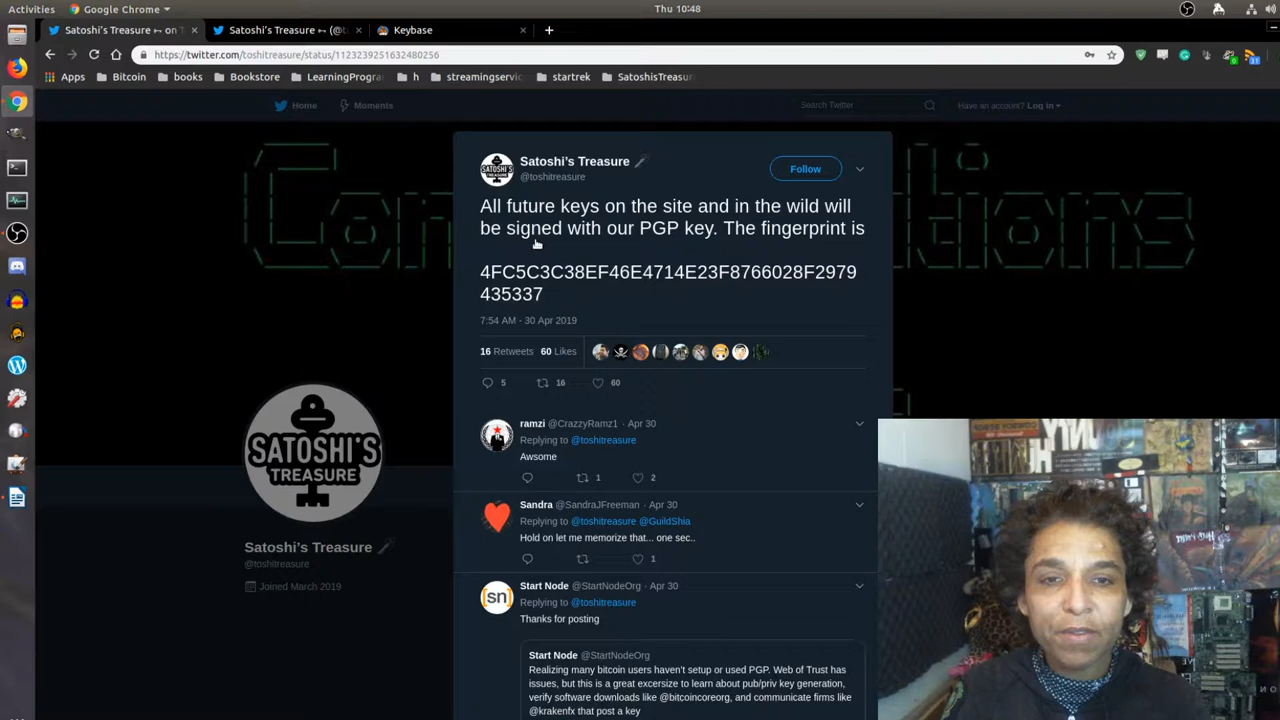 Activities
Google Chrome
Thu 10:48
Satoshi's Treasure
on T
Satoshi's Treasure
(@t
Keybase
https://twitter.com/toshitreasure/status/1123239251632480256
Apps
Bitcoin
books
Bookstore
LearningProgra
h
streamingservic
startrek
SatoshisTreasur
Home
Moments
Search Twitter
Have an account? Log in
Satoshi's Treasure
@toshitreasure
Follow
All future keys on the site and in the wild will
be signed with our PGP key. The fingerprint is
4FC5C3C38EF46E4714E23F8766028F2979
435337
7:54 AM - 30 Apr 2019
16 Retweets 60 Likes
5 16 60
ramzi @CrazzyRamz1 · Apr 30
Replying to @toshitreasure
Awsome
1 2
Sandra @SandraJFreeman · Apr 30
Replying to @toshitreasure @GuildShia
Hold on let me memorize that... one sec..
1
Start Node @StartNodeOrg · Apr 30
Replying to @toshitreasure
Thanks for posting
Start Node @StartNodeOrg
Realizing many bitcoin users haven't setup or used PGP. Web of Trust has
issues, but this is a great excersize to learn about pub/priv key generation,
verify software downloads like @bitcoincoreorg, and communicate firms like
@krakenfx that post a key
[sn]
SATOSHI'S
TREASURE
Satoshi's Treasure
@toshitreasure
Joined March 2019